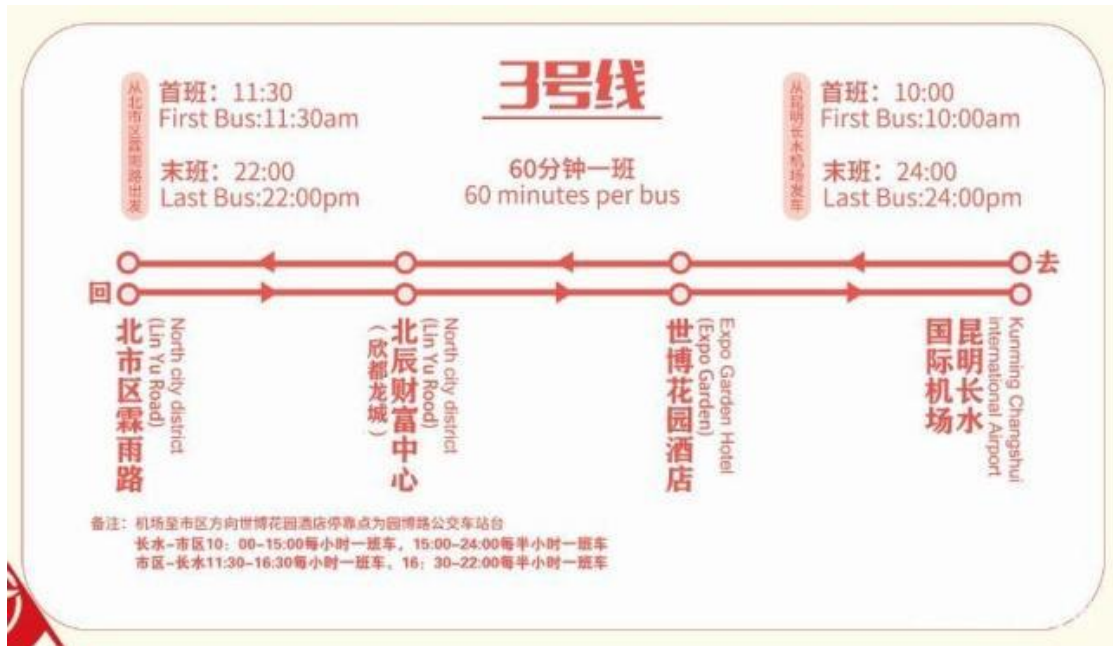 3号线
从北市区霖雨路出发
首班：11:30
First Bus:11:30am
末班：22:00
Last Bus:22:00pm
60分钟一班
60 minutes per bus
从昆明长水机场发车
首班：10:00
First Bus:10:00am
末班：24:00
Last Bus:24:00pm
去
回
北市区霖雨路
North city district
(Lin Yu Road)
北辰财富中心
（欣都龙城）
North city district
(Lin Yu Rood)
世博花园酒店
Expo Garden Hotel
(Expo Garden)
昆明长水
国际机场
Kunming Changshui
international Airport
备注：机场至市区方向世博花园酒店停靠点为园博路公交车站台
长水-市区10：00-15:00每小时一班车，15:00-24:00每半小时一班车
市区-长水11:30-16:30每小时一班车，16：30-22:00每半小时一班车